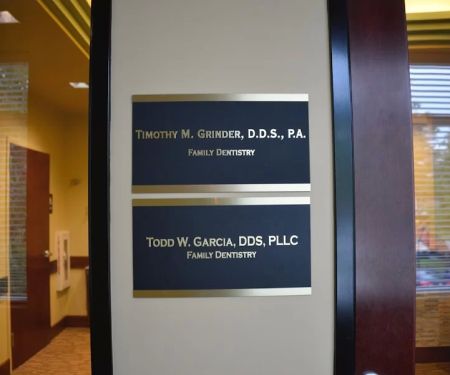 Timothy M. Grinder, D.D.S., P.A.
Family Dentistry
Todd W. Garcia, DDS, PLLC
Family Dentistry